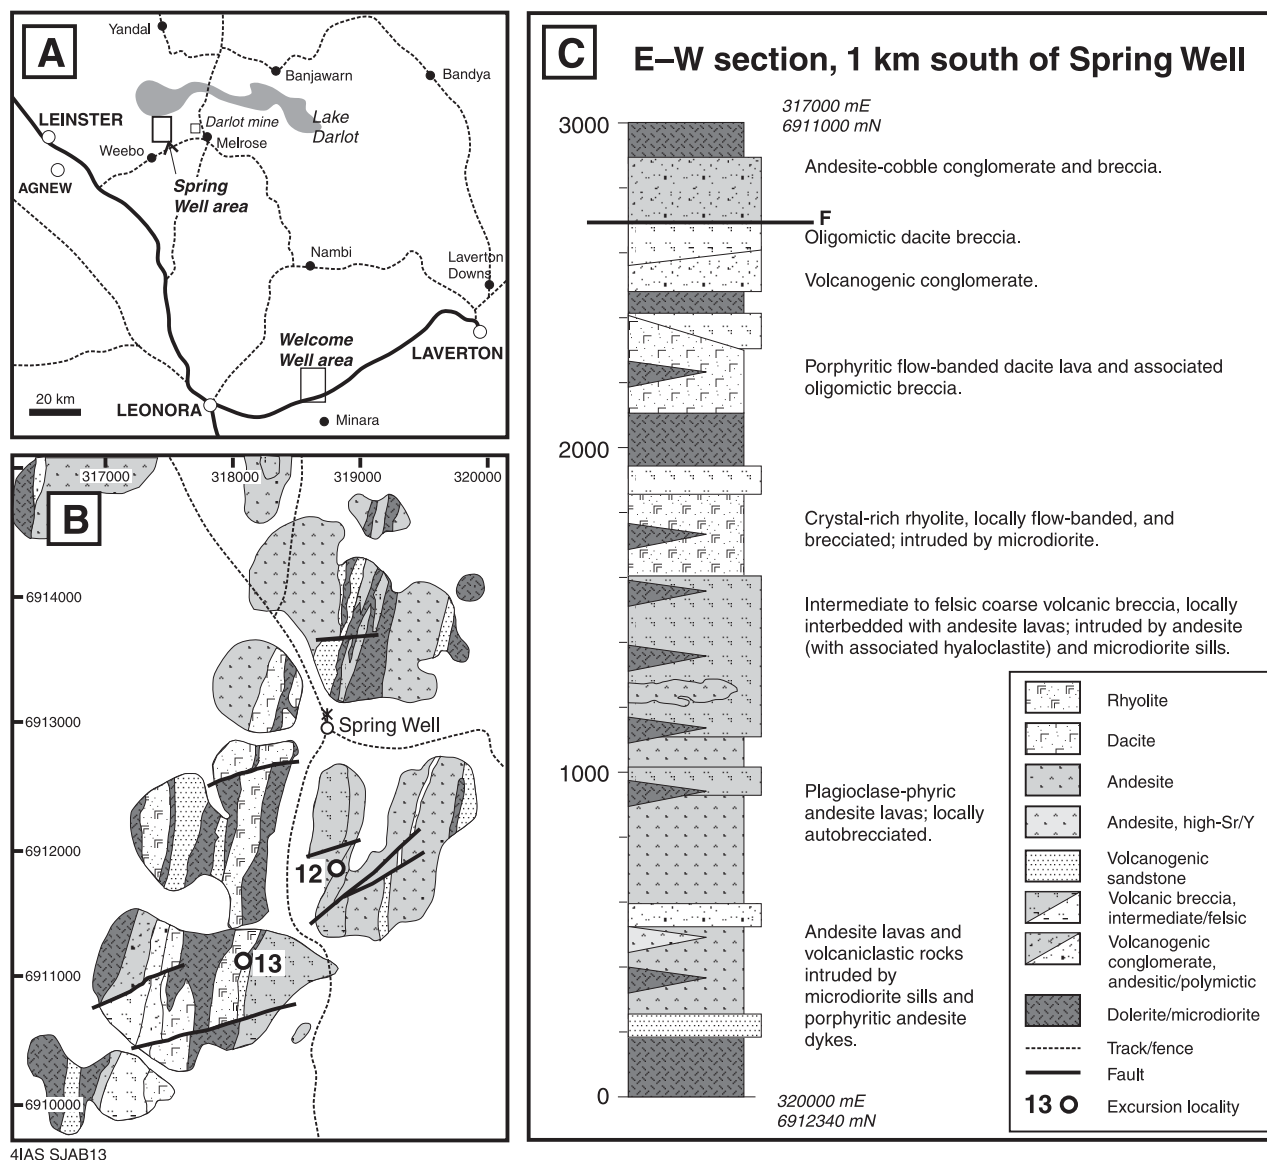 A
Yandal
Banjawarn
Bandya
LEINSTER
Darlot mine
Lake
Darlot
Weebo
Melrose
AGNEW
Spring
Well area
Nambi
Laverton
Downs
Welcome
Well area
LAVERTON
20 km
LEONORA
Minara
B
317000
318000
319000
320000
6914000
6913000
Spring Well
6912000
12
13
6911000
6910000
4IAS SJAB13
C
E–W section, 1 km south of Spring Well
317000 mE
6911000 mN
3000
Andesite-cobble conglomerate and breccia.
F
Oligomictic dacite breccia.
Volcanogenic conglomerate.
Porphyritic flow-banded dacite lava and associated
oligomictic breccia.
2000
Crystal-rich rhyolite, locally flow-banded, and
brecciated; intruded by microdiorite.
Intermediate to felsic coarse volcanic breccia, locally
interbedded with andesite lavas; intruded by andesite
(with associated hyaloclastite) and microdiorite sills.
1000
Plagioclase-phyric
andesite lavas; locally
autobrecciated.
Andesite lavas and
volcaniclastic rocks
intruded by
microdiorite sills and
porphyritic andesite
dykes.
0
320000 mE
6912340 mN
Rhyolite
Dacite
Andesite
Andesite, high-Sr/Y
Volcanogenic
sandstone
Volcanic breccia,
intermediate/felsic
Volcanogenic
conglomerate,
andesitic/polymictic
Dolerite/microdiorite
Track/fence
Fault
13 Excursion locality